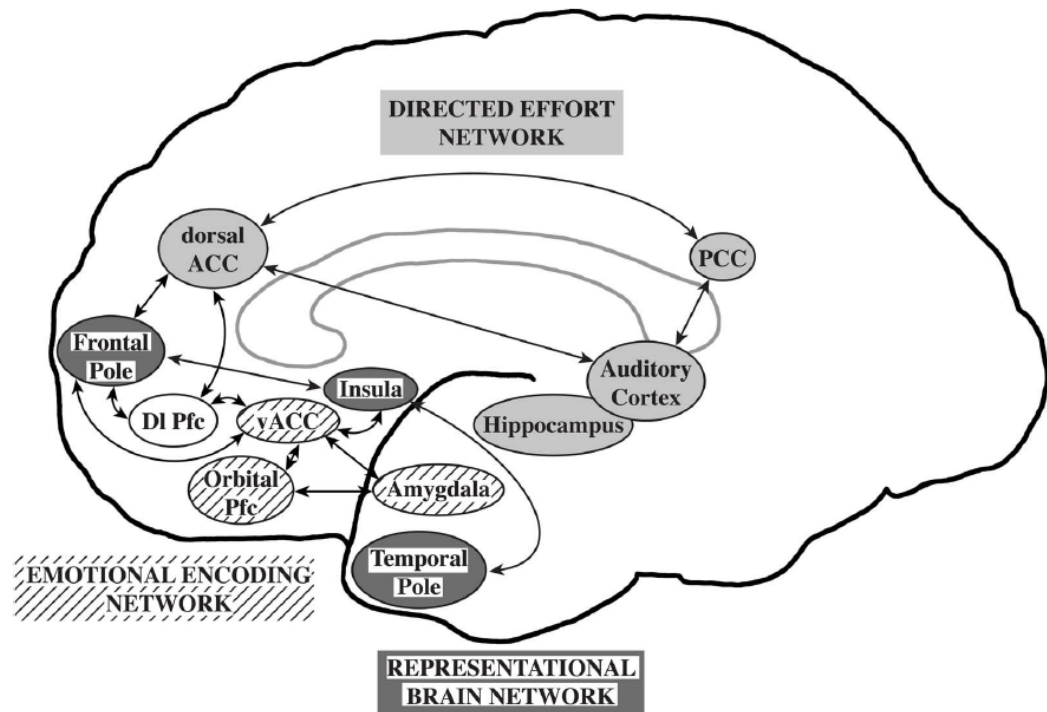 DIRECTED EFFORT
NETWORK
dorsal
ACC
PCC
Frontal
Pole
Insula
Auditory
Cortex
Dl Pfc
vACC
Hippocampus
Orbital
Pfc
Amygdala
Temporal
Pole
EMOTIONAL ENCODING
NETWORK
REPRESENTATIONAL
BRAIN NETWORK